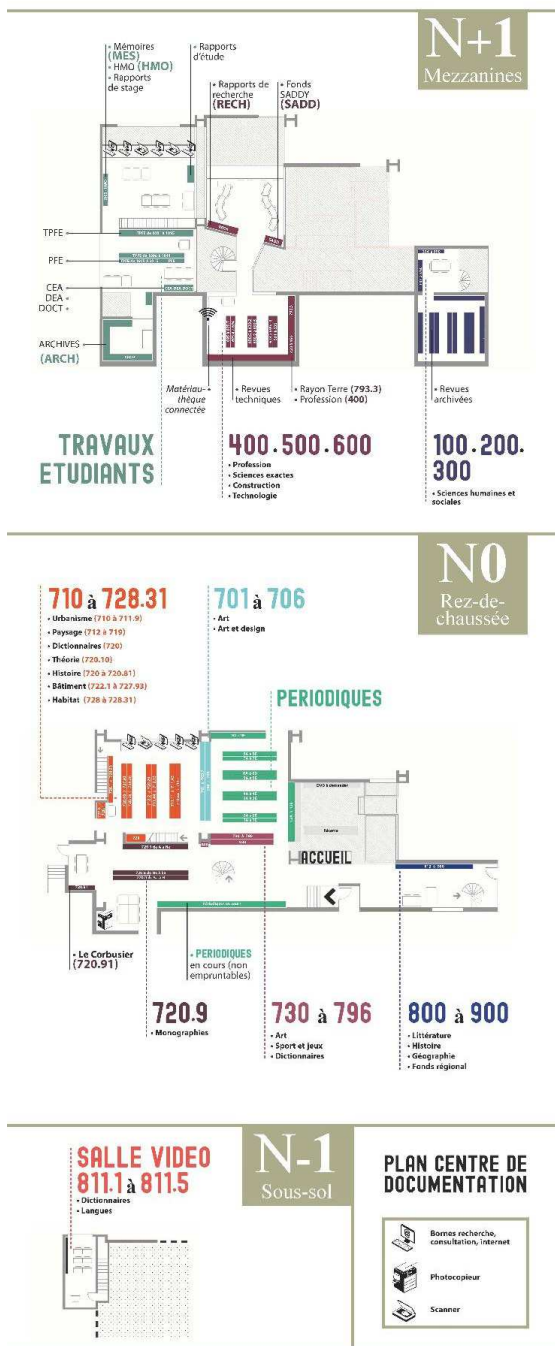 N+1
Mezzanines
• Mémoires
(MES)
• HMO (HMO)
• Rapports
de stage
• Rapports
d'étude
• Rapports de
recherche
(RECH)
• Fonds
SADDY
(SADD)
TPFE •
PFE •
CEA •
DEA •
DOCT •
ARCHIVES •
(ARCH)
Matériau- •
thèque
connectée
• Revues
techniques
• Rayon Terre (793.3)
• Profession (400)
• Revues
archivées
TRAVAUX
ETUDIANTS
400.500.600
• Profession
• Sciences exactes
• Construction
• Technologie
100.200.
300
• Sciences humaines et
sociales
N0
Rez-de-
chaussée
710 à 728.31
• Urbanisme (710 à 711.9)
• Paysage (712 à 719)
• Dictionnaires (720)
• Théorie (720.10)
• Histoire (720 à 720.81)
• Bâtiment (722.1 à 727.93)
• Habitat (728 à 728.31)
701 à 706
• Art
• Art et design
PERIODIQUES
ACCUEIL
• Le Corbusier
(720.91)
• PERIODIQUES
en cours (non
empruntables)
720.9
• Monographies
730 à 796
• Art
• Sport et jeux
• Dictionnaires
800 à 900
• Littérature
• Histoire
• Géographie
• Fonds régional
SALLE VIDEO
811.1 à 811.5
• Dictionnaires
• Langues
N-1
Sous-sol
PLAN CENTRE DE
DOCUMENTATION
Bornes recherche,
consultation, internet
Photocopieur
Scanner